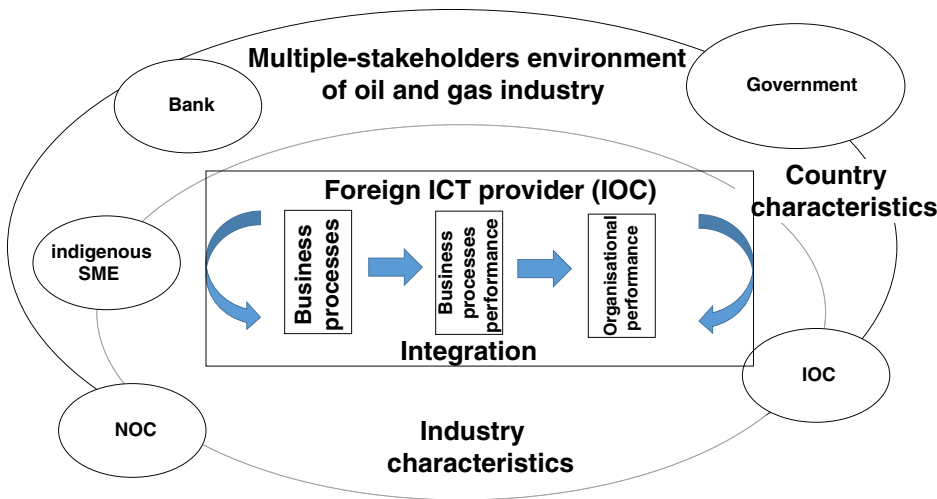 Multiple-stakeholders environment
of oil and gas industry
Bank
Government
Country
characteristics
Foreign ICT provider (IOC)
indigenous
SME
Business
processes
Business
processes
performance
Organisational
performance
Integration
IOC
NOC
Industry
characteristics